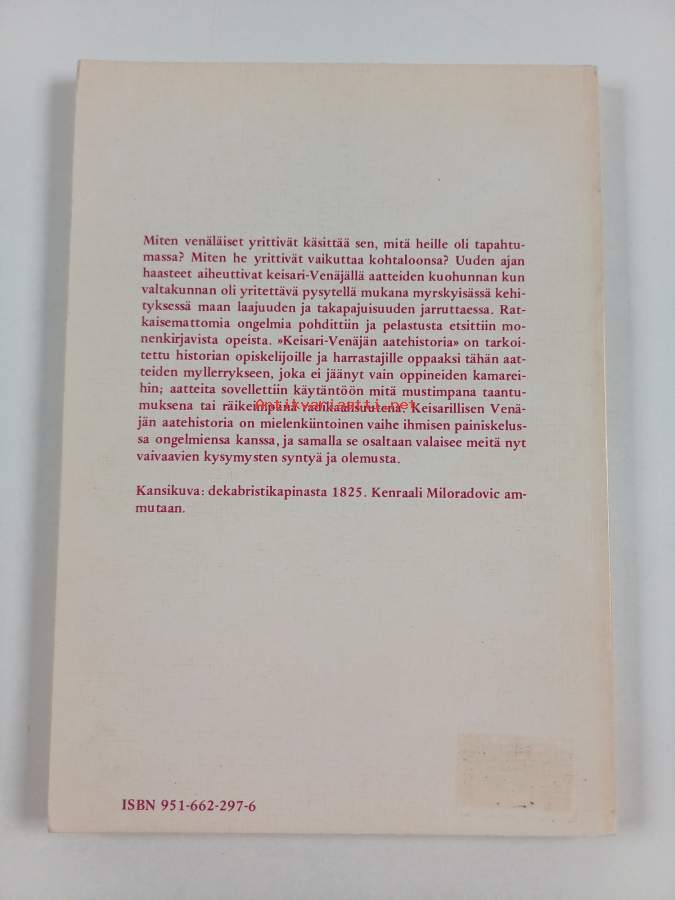 Miten venäläiset yrittivät käsittää sen, mitä heille oli tapahtu-
massa? Miten he yrittivät vaikuttaa kohtaloonsa? Uuden ajan
haasteet aiheuttivat keisari-Venäjällä aatteiden kuohunnan kun
valtakunnan oli yritettävä pysytellä mukana myrskyisässä kehi-
tyksessä maan laajuuden ja takapajuisuuden jarruttaessa. Rat-
kaisemattomia ongelmia pohdittiin ja pelastusta etsittiin mo-
nenkirjavista opeista. »Keisari-Venäjän aatehistoria» on tarkoi-
tettu historian opiskelijoille ja harrastajille oppaaksi tähän aat-
teiden myllerrykseen, joka ei jäänyt vain oppineiden kamarei-
hin; aatteita sovellettiin käytäntöön mitä mustimpana taantu-
muksena tai räikeimpänä radikaalisuutena. Keisarillisen Venä-
jän aatehistoria on mielenkiintoinen vaihe ihmisen painiskelus-
sa ongelmiensa kanssa, ja samalla se osaltaan valaisee meitä nyt
vaivaavien kysymysten syntyä ja olemusta.
Kansikuva: dekabristikapinasta 1825. Kenraali Miloradovic am-
mutaan.
ISBN 951-662-297-6
Antikvariantti.net